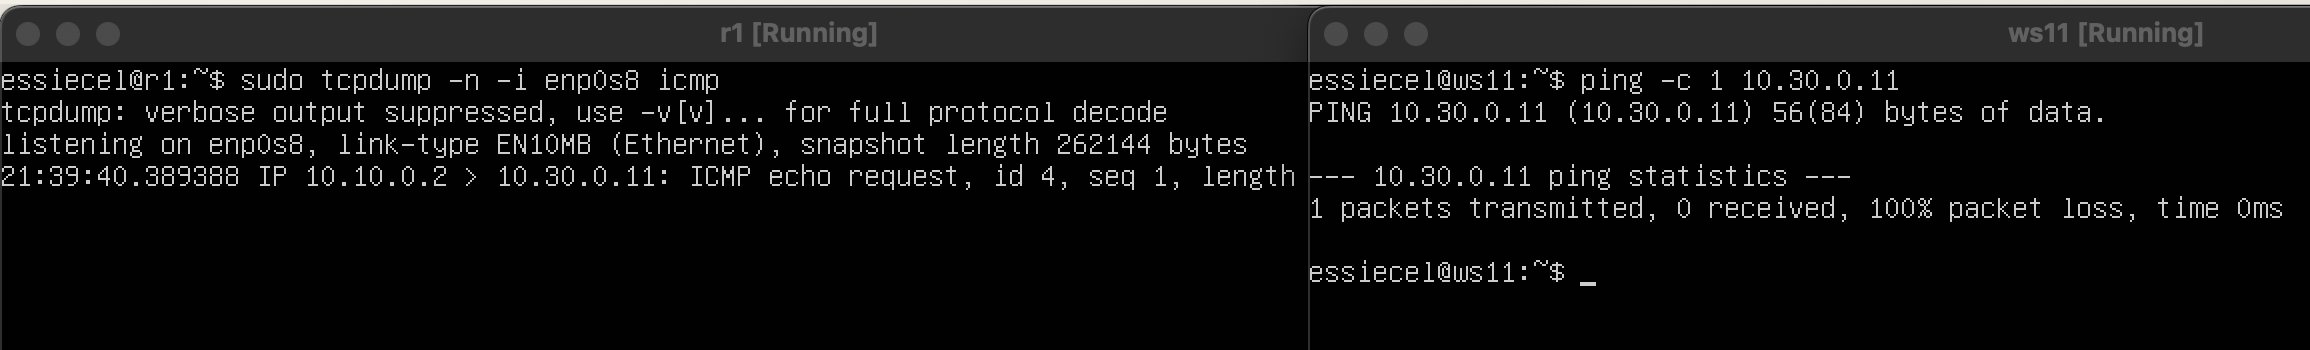 r1 [Running]
essiecel@r1:~$ sudo tcpdump -n -i enp0s8 icmp
tcpdump: verbose output suppressed, use -v[v]... for full protocol decode
listening on enp0s8, link-type EN10MB (Ethernet), snapshot length 262144 bytes
21:39:40.389388 IP 10.10.0.2 > 10.30.0.11: ICMP echo request, id 4, seq 1, length
ws11 [Running]
essiecel@ws11:~$ ping -c 1 10.30.0.11
PING 10.30.0.11 (10.30.0.11) 56(84) bytes of data.
--- 10.30.0.11 ping statistics ---
1 packets transmitted, 0 received, 100% packet loss, time 0ms
essiecel@ws11:~$ _